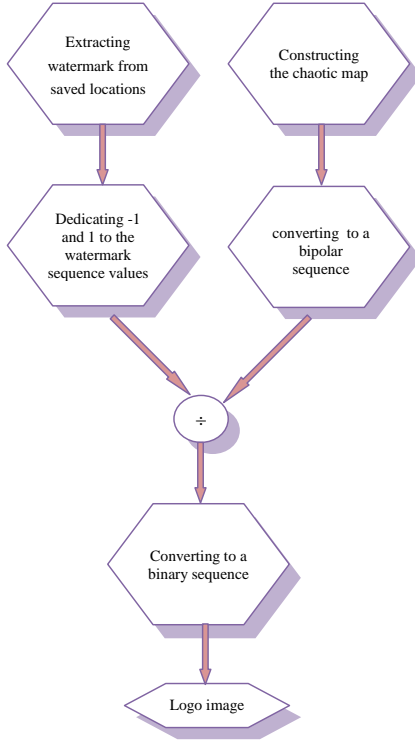 Extracting
watermark from
saved locations
Constructing
the chaotic map
Dedicating -1
and 1 to the
watermark
sequence values
converting to a
bipolar
sequence
÷
Converting to a
binary sequence
Logo image